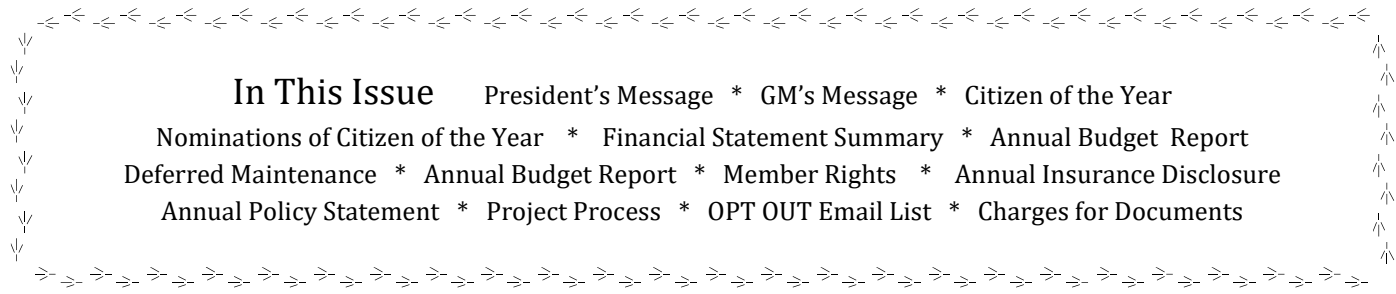 In This Issue President’s Message * GM’s Message * Citizen of the Year
Nominations of Citizen of the Year * Financial Statement Summary * Annual Budget Report
Deferred Maintenance * Annual Budget Report * Member Rights * Annual Insurance Disclosure
Annual Policy Statement * Project Process * OPT OUT Email List * Charges for Documents